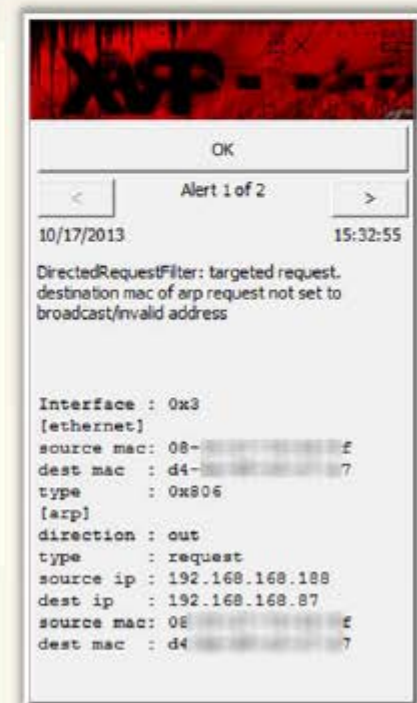 XARP
OK
< Alert 1 of 2 >
10/17/2013 15:32:55
DirectedRequestFilter: targeted request.
destination mac of arp request not set to
broadcast/invalid address
Interface : 0x3
[ethernet]
source mac: 08- f
dest mac : d4- 7
type : 0x806
[arp]
direction : out
type : request
source ip : 192.168.168.188
dest ip : 192.168.168.87
source mac: 08 f
dest mac : d4 7